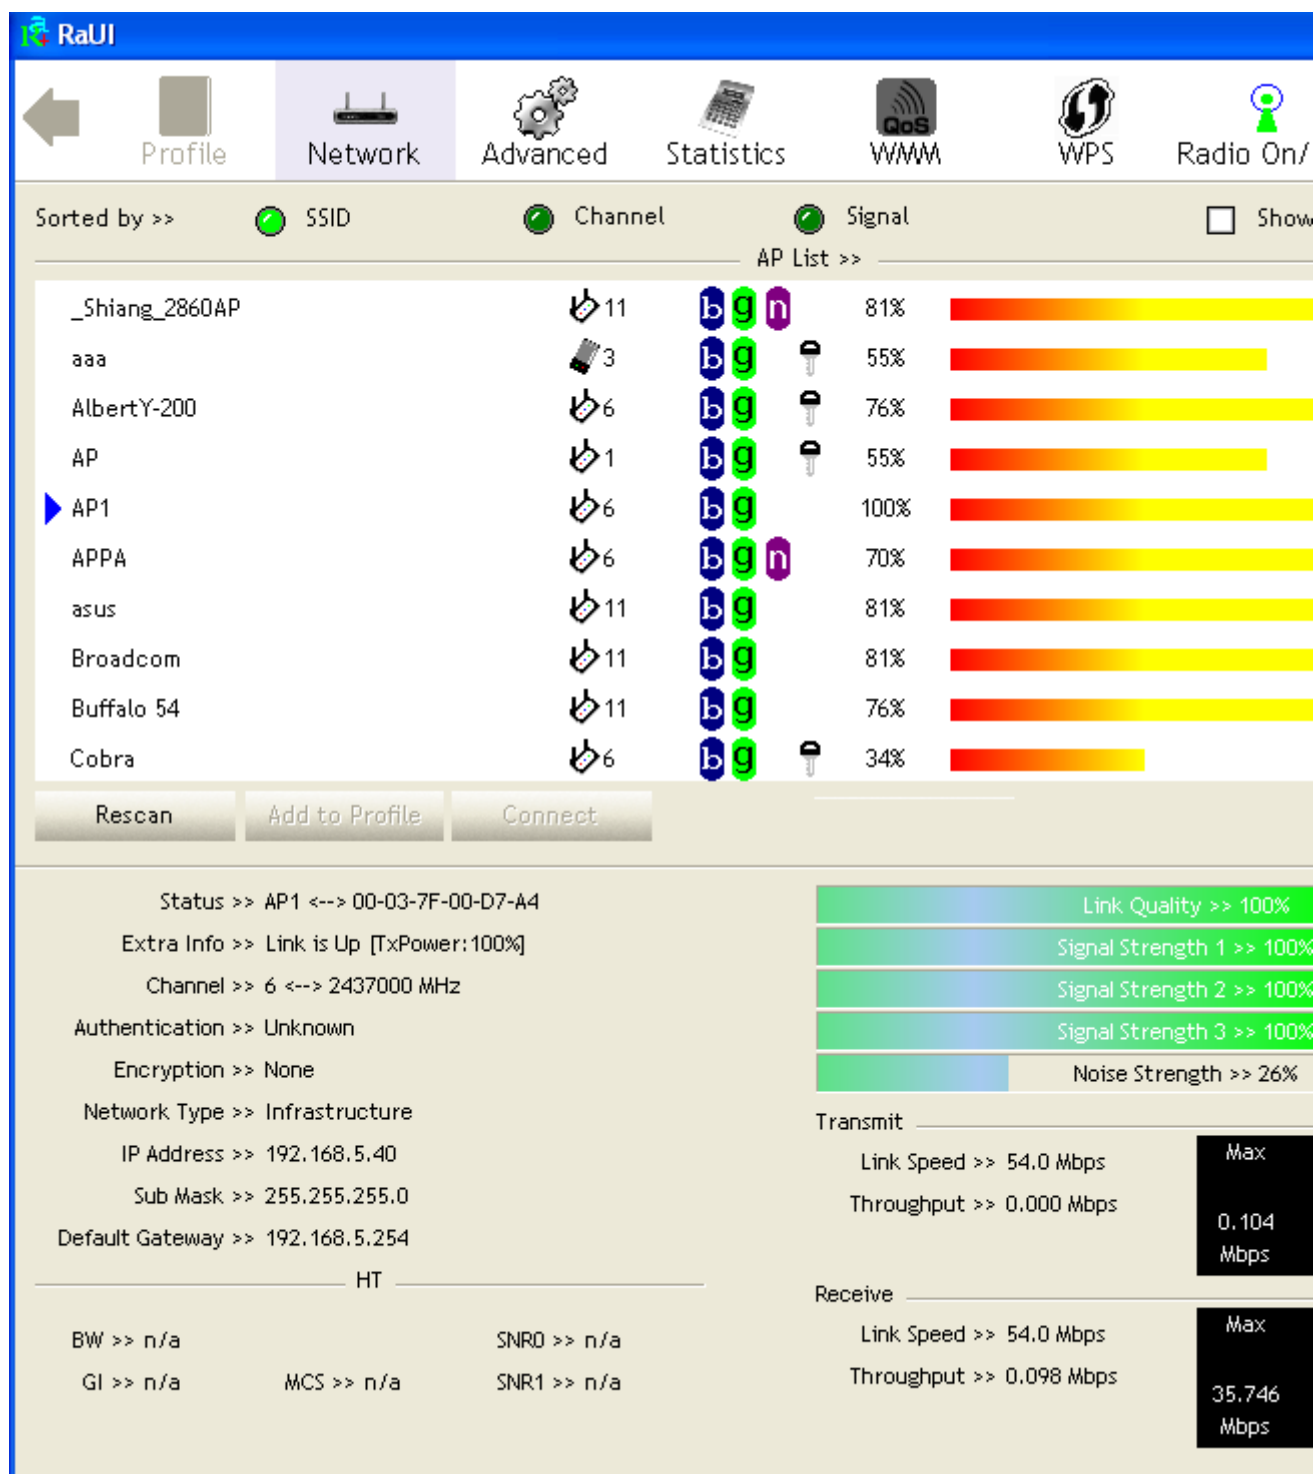 RaUI
Profile Network Advanced Statistics QoS WMM WPS Radio On/
Sorted by >> SSID Channel Signal Show
AP List >>
_Shiang_2860AP 11 b g n 81%
aaa 3 b g 55%
AlbertY-200 6 b g 76%
AP 1 b g 55%
AP1 6 b g 100%
APPA 6 b g n 70%
asus 11 b g 81%
Broadcom 11 b g 81%
Buffalo 54 11 b g 76%
Cobra 6 b g 34%
Rescan Add to Profile Connect
Status >> AP1 <--> 00-03-7F-00-D7-A4
Extra Info >> Link is Up [TxPower:100%]
Channel >> 6 <--> 2437000 MHz
Authentication >> Unknown
Encryption >> None
Network Type >> Infrastructure
IP Address >> 192.168.5.40
Sub Mask >> 255.255.255.0
Default Gateway >> 192.168.5.254
HT
BW >> n/a SNR0 >> n/a
GI >> n/a MCS >> n/a SNR1 >> n/a
Link Quality >> 100%
Signal Strength 1 >> 100%
Signal Strength 2 >> 100%
Signal Strength 3 >> 100%
Noise Strength >> 26%
Transmit
Link Speed >> 54.0 Mbps
Throughput >> 0.000 Mbps
Max
0.104
Mbps
Receive
Link Speed >> 54.0 Mbps
Throughput >> 0.098 Mbps
Max
35.746
Mbps